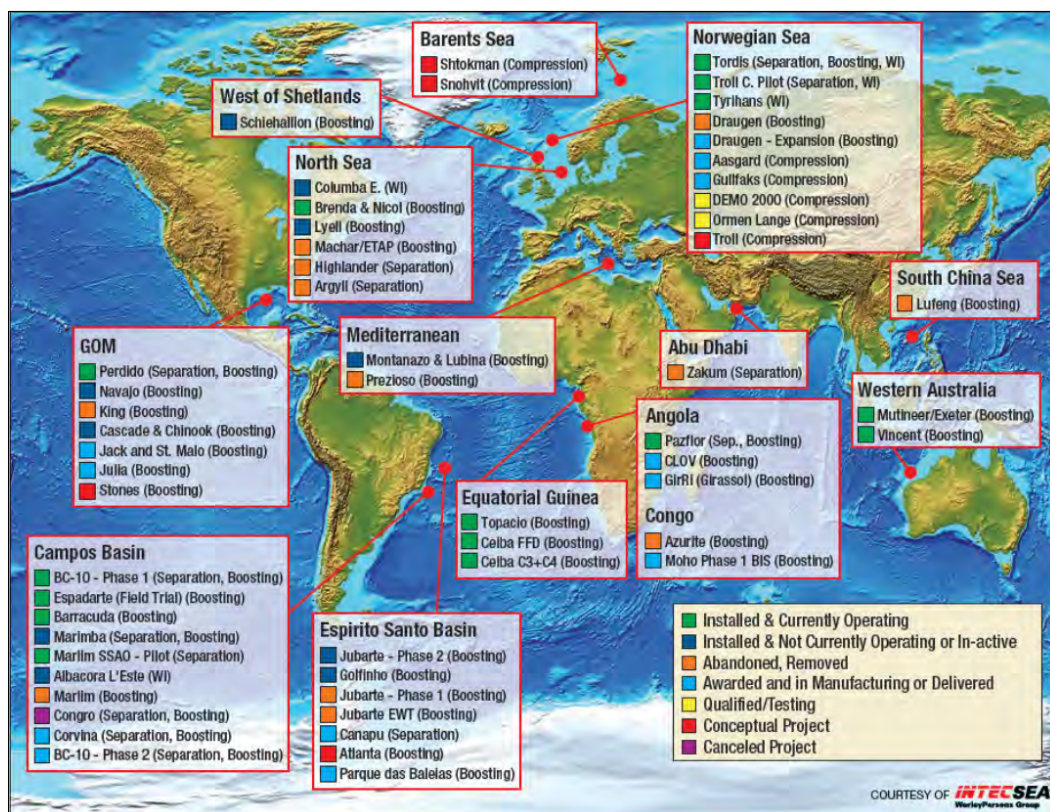 Barents Sea
Shtokman (Compression)
Snohvit (Compression)
Norwegian Sea
Tordis (Separation, Boosting, WI)
Troll C. Pilot (Separation, WI)
Tyrihans (WI)
Draugen (Boosting)
Draugen - Expansion (Boosting)
Aasgard (Compression)
Gullfaks (Compression)
DEMO 2000 (Compression)
Ormen Lange (Compression)
Troll (Compression)
West of Shetlands
Schiehallion (Boosting)
North Sea
Columba E. (WI)
Brenda & Nicol (Boosting)
Lyell (Boosting)
Machar/ETAP (Boosting)
Highlander (Separation)
Argyll (Separation)
South China Sea
Lufeng (Boosting)
GOM
Perdido (Separation, Boosting)
Navajo (Boosting)
King (Boosting)
Cascade & Chinook (Boosting)
Jack and St. Malo (Boosting)
Julia (Boosting)
Stones (Boosting)
Mediterranean
Montanazo & Lubina (Boosting)
Prezioso (Boosting)
Abu Dhabi
Zakum (Separation)
Western Australia
Mutineer/Exeter (Boosting)
Vincent (Boosting)
Angola
Pazflor (Sep., Boosting)
CLOV (Boosting)
GirRI (Girassol) (Boosting)
Congo
Azurite (Boosting)
Moho Phase 1 BIS (Boosting)
Equatorial Guinea
Topacio (Boosting)
Ceiba FFD (Boosting)
Ceiba C3+C4 (Boosting)
Campos Basin
BC-10 - Phase 1 (Separation, Boosting)
Espadarte (Field Trial) (Boosting)
Barracuda (Boosting)
Marimba (Separation, Boosting)
Marlim SSAO - Pilot (Separation)
Albacora L'Este (WI)
Marlim (Boosting)
Congro (Separation, Boosting)
Corvina (Separation, Boosting)
BC-10 - Phase 2 (Separation, Boosting)
Espirito Santo Basin
Jubarte - Phase 2 (Boosting)
Golfinho (Boosting)
Jubarte - Phase 1 (Boosting)
Jubarte EWT (Boosting)
Canapu (Separation)
Atlanta (Boosting)
Parque das Baleias (Boosting)
Installed & Currently Operating
Installed & Not Currently Operating or In-active
Abandoned, Removed
Awarded and in Manufacturing or Delivered
Qualified/Testing
Conceptual Project
Canceled Project
COURTESY OF INTECSEA
WorleyParsons Group